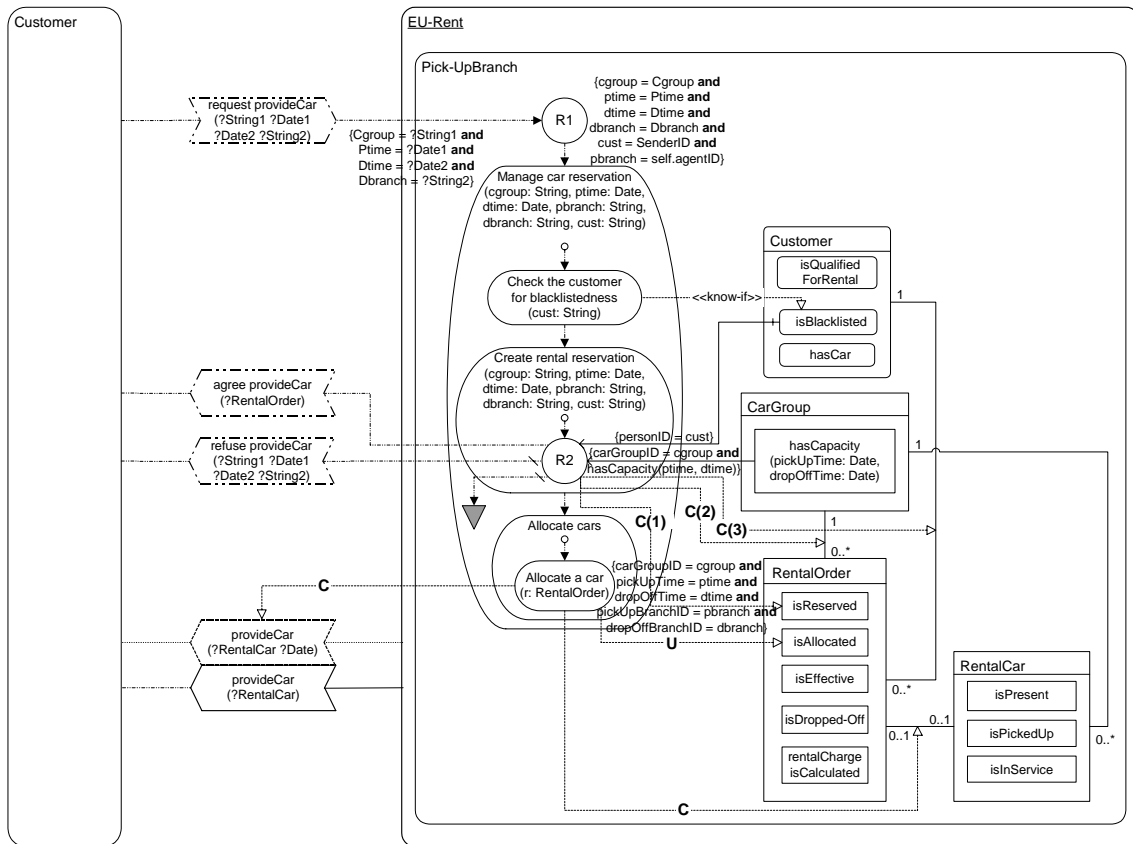 Customer
EU-Rent
Pick-UpBranch
request provideCar
(?String1 ?Date1
?Date2 ?String2)
{Cgroup = ?String1 and
Ptime = ?Date1 and
Dtime = ?Date2 and
Dbranch = ?String2}
R1
{cgroup = Cgroup and
ptime = Ptime and
dtime = Dtime and
dbranch = Dbranch and
cust = SenderID and
pbranch = self.agentID}
Manage car reservation
(cgroup: String, ptime: Date,
dtime: Date, pbranch: String,
dbranch: String, cust: String)
Check the customer
for blacklistedness
(cust: String)
<<know-if>>
Customer
isQualified
ForRental
isBlacklisted
hasCar
1
Create rental reservation
(cgroup: String, ptime: Date,
dtime: Date, pbranch: String,
dbranch: String, cust: String)
agree provideCar
(?RentalOrder)
refuse provideCar
(?String1 ?Date1
?Date2 ?String2)
R2
{personID = cust}
{carGroupID = cgroup and
hasCapacity(ptime, dtime)}
CarGroup
hasCapacity
(pickUpTime: Date,
dropOffTime: Date)
1
C(1)
C(2)
C(3)
1
0..*
Allocate cars
Allocate a car
(r: RentalOrder)
{carGroupID = cgroup and
pickUpTime = ptime and
dropOffTime = dtime and
pickUpBranchID = pbranch and
dropOffBranchID = dbranch}
C
U
provideCar
(?RentalCar ?Date)
provideCar
(?RentalCar)
RentalOrder
isReserved
isAllocated
isEffective
isDropped-Off
rentalCharge
isCalculated
0..*
0..1
0..1
RentalCar
isPresent
isPickedUp
isInService
0..*
C